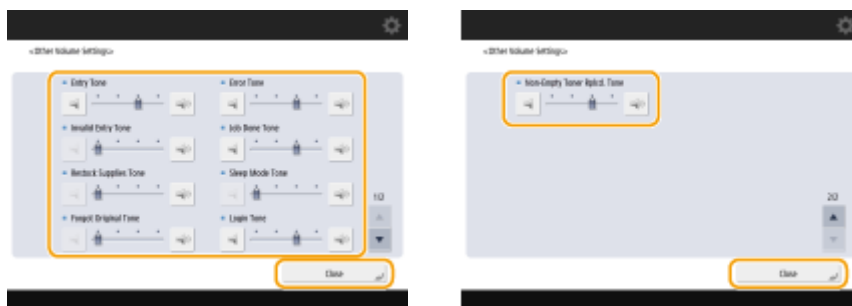 <Other Volume Settings>
Entry Tone
Error Tone
Invalid Entry Tone
Job Done Tone
Restock Supplies Tone
Sleep Mode Tone
Forgot Original Tone
Login Tone
1/2
Close
<Other Volume Settings>
Non-Empty Toner Rplcd. Tone
2/2
Close